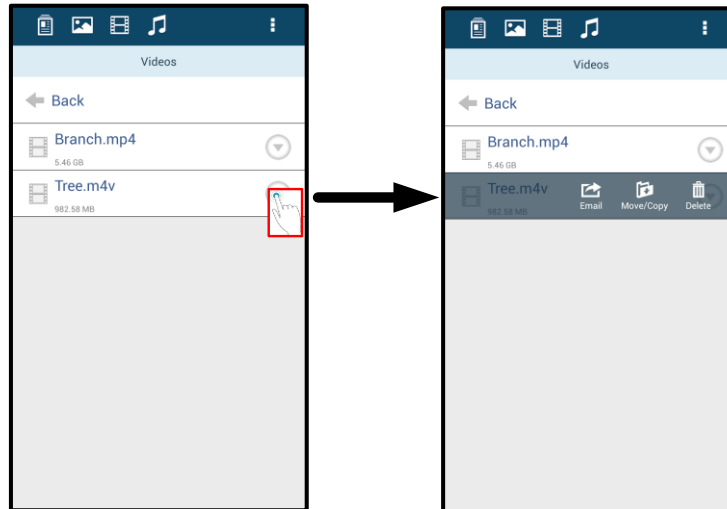 Videos
Back
Branch.mp4
5.46 GB
Tree.m4v
982.58 MB
Videos
Back
Branch.mp4
5.46 GB
Tree.m4v
982.58 MB
Email
Move/Copy
Delete